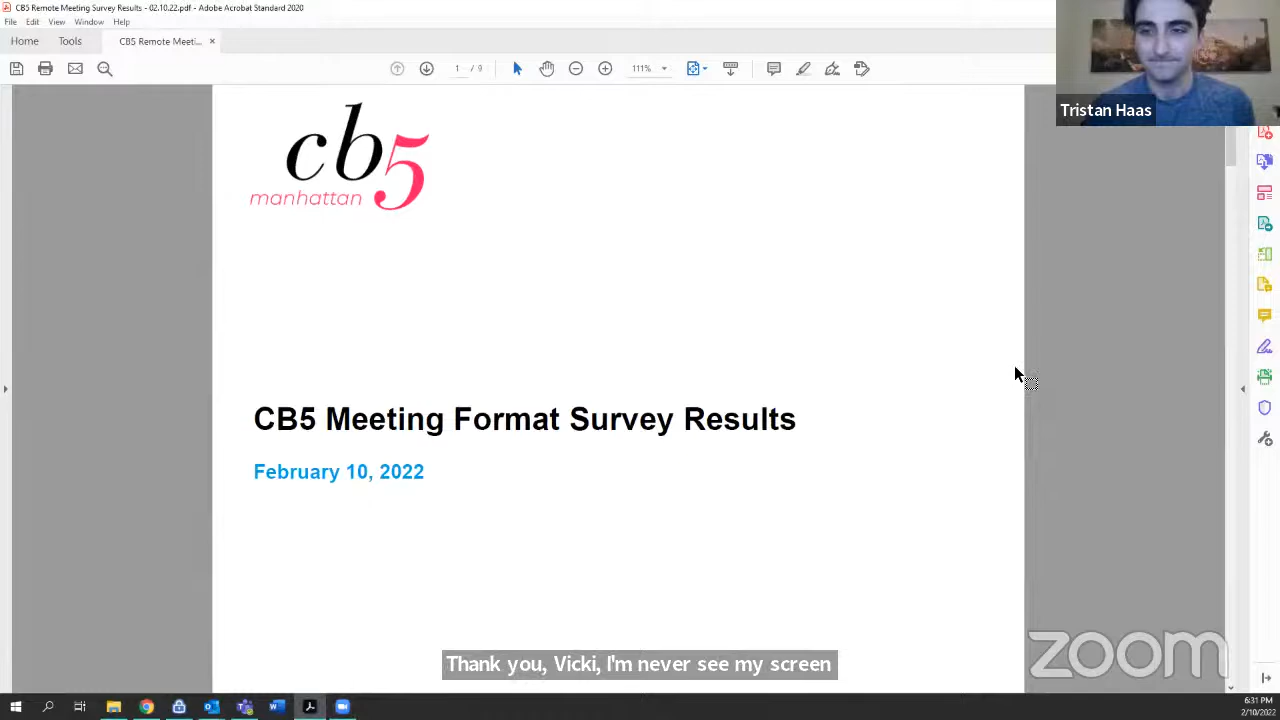 CB5 Remote Meeting Survey Results - 02.10.22.pdf - Adobe Acrobat Standard 2020
File Edit View Window Help
Home Tools CB5 Remote Meeti... ×
1 / 9 111%
Tristan Haas
cb5
manhattan
CB5 Meeting Format Survey Results
February 10, 2022
Thank you, Vicki, I'm never see my screen
zoom
6:31 PM
2/10/2022